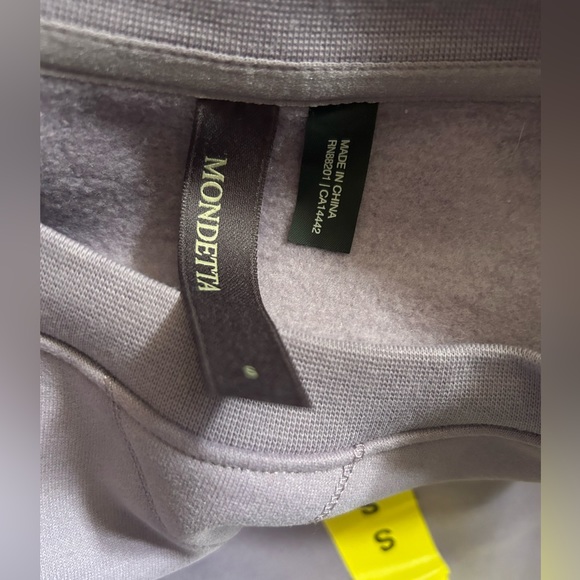 MONDETTA
MADE IN CHINA
RN88201 | CA14442
S
S